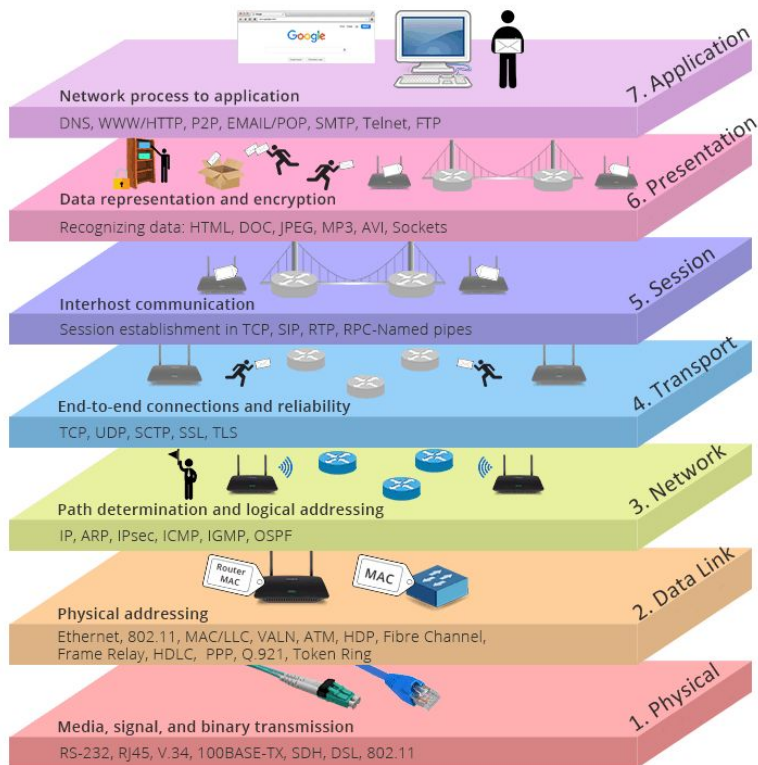 Google
7. Application
Network process to application
DNS, WWW/HTTP, P2P, EMAIL/POP, SMTP, Telnet, FTP
6. Presentation
Data representation and encryption
Recognizing data: HTML, DOC, JPEG, MP3, AVI, Sockets
5. Session
Interhost communication
Session establishment in TCP, SIP, RTP, RPC-Named pipes
4. Transport
End-to-end connections and reliability
TCP, UDP, SCTP, SSL, TLS
3. Network
Path determination and logical addressing
IP, ARP, IPsec, ICMP, IGMP, OSPF
Router
MAC
MAC
2. Data Link
Physical addressing
Ethernet, 802.11, MAC/LLC, VALN, ATM, HDP, Fibre Channel,
Frame Relay, HDLC, PPP, Q.921, Token Ring
1. Physical
Media, signal, and binary transmission
RS-232, RJ45, V.34, 100BASE-TX, SDH, DSL, 802.11